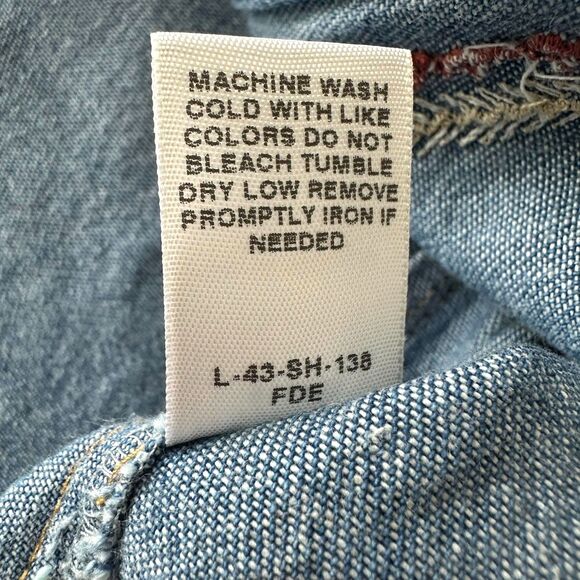 MACHINE WASH
COLD WITH LIKE
COLORS DO NOT
BLEACH TUMBLE
DRY LOW REMOVE
PROMPTLY IRON IF
NEEDED
L-43-SH-138
FDE